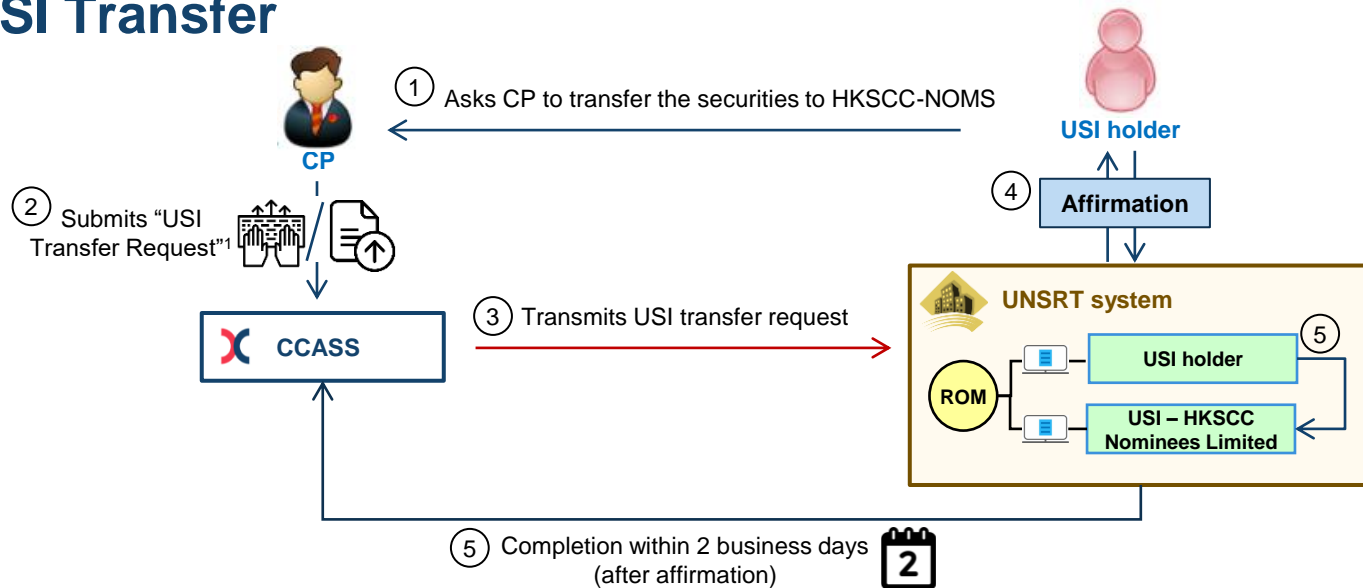 SI Transfer
1
Asks CP to transfer the securities to HKSCC-NOMS
USI holder
CP
2
Submits “USI
Transfer Request”1
4
Affirmation
CCASS
3
Transmits USI transfer request
UNSRT system
5
USI holder
ROM
USI – HKSCC
Nominees Limited
5
Completion within 2 business days
(after affirmation)
2